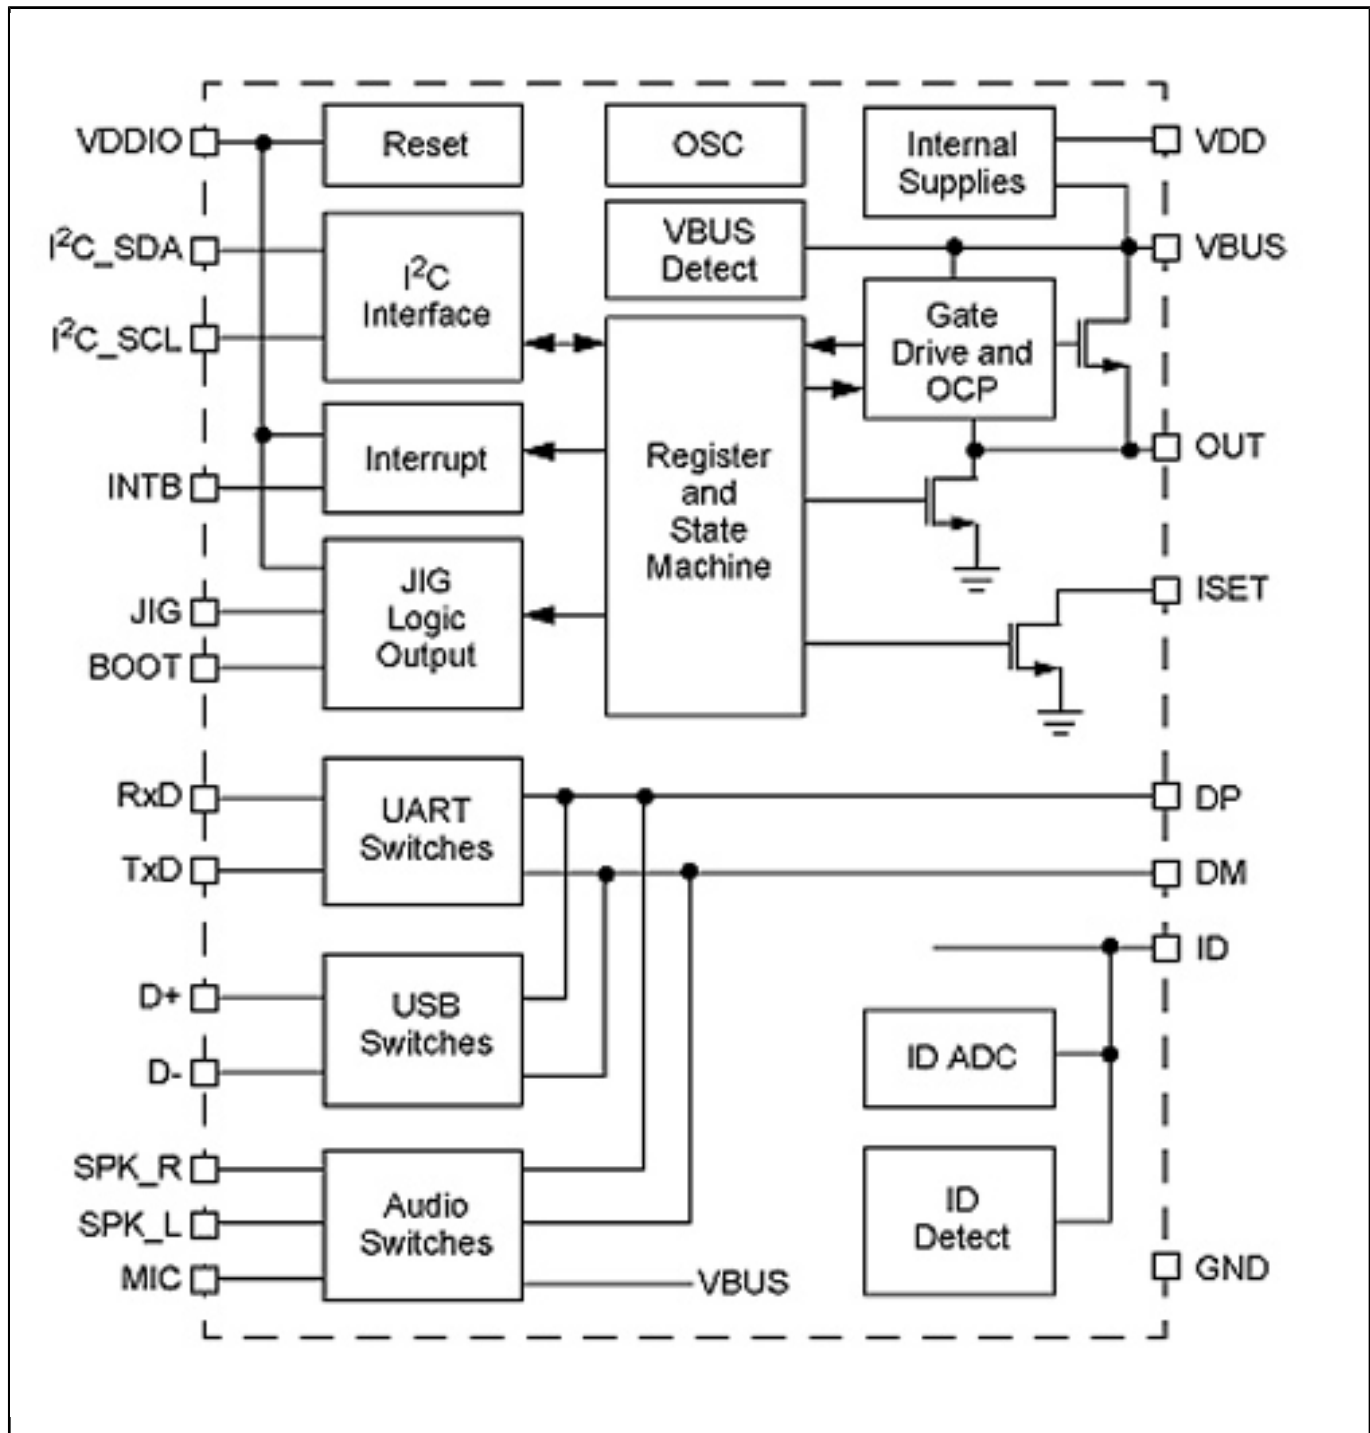 VDDIO
I²C_SDA
I²C_SCL
INTB
JIG
BOOT
RxD
TxD
D+
D-
SPK_R
SPK_L
MIC
Reset
I²C
Interface
Interrupt
JIG
Logic
Output
UART
Switches
USB
Switches
Audio
Switches
OSC
VBUS
Detect
Register
and
State
Machine
VBUS
Internal
Supplies
Gate
Drive and
OCP
ID ADC
ID
Detect
VDD
VBUS
OUT
ISET
DP
DM
ID
GND